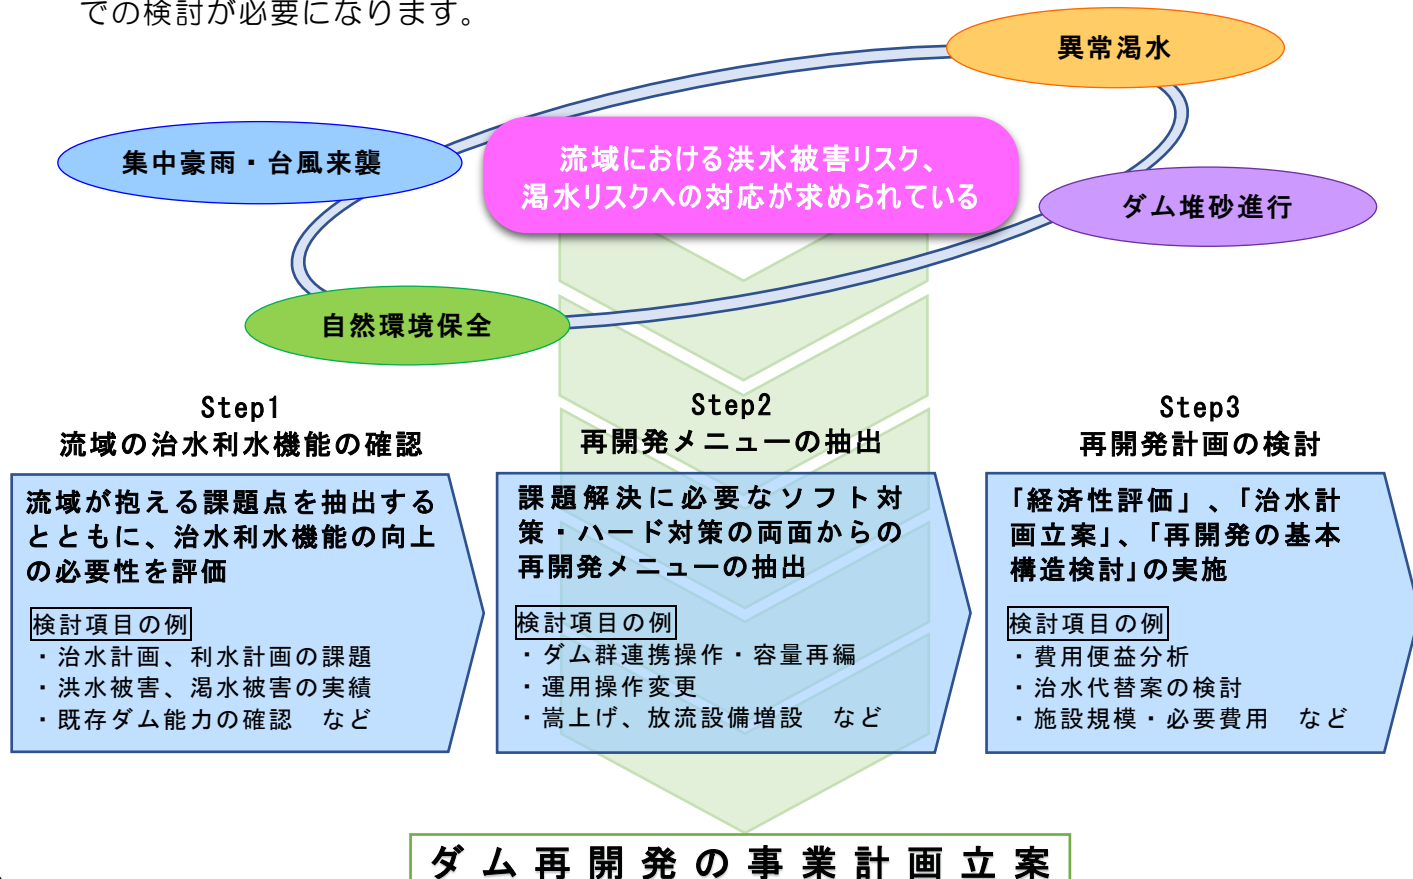 での検討が必要になります。
異常渇水
集中豪雨・台風来襲
流域における洪水被害リスク、
渇水リスクへの対応が求められている
ダム堆砂進行
自然環境保全
Step1
流域の治水利水機能の確認
流域が抱える課題点を抽出する
とともに、治水利水機能の向上
の必要性を評価
検討項目の例
・治水計画、利水計画の課題
・洪水被害、渇水被害の実績
・既存ダム能力の確認　など
Step2
再開発メニューの抽出
課題解決に必要なソフト対
策・ハード対策の両面からの
再開発メニューの抽出
検討項目の例
・ダム群連携操作・容量再編
・運用操作変更
・嵩上げ、放流設備増設　など
Step3
再開発計画の検討
「経済性評価」、「治水計
画立案」、「再開発の基本
構造検討」の実施
検討項目の例
・費用便益分析
・治水代替案の検討
・施設規模・必要費用　など
ダム再開発の事業計画立案